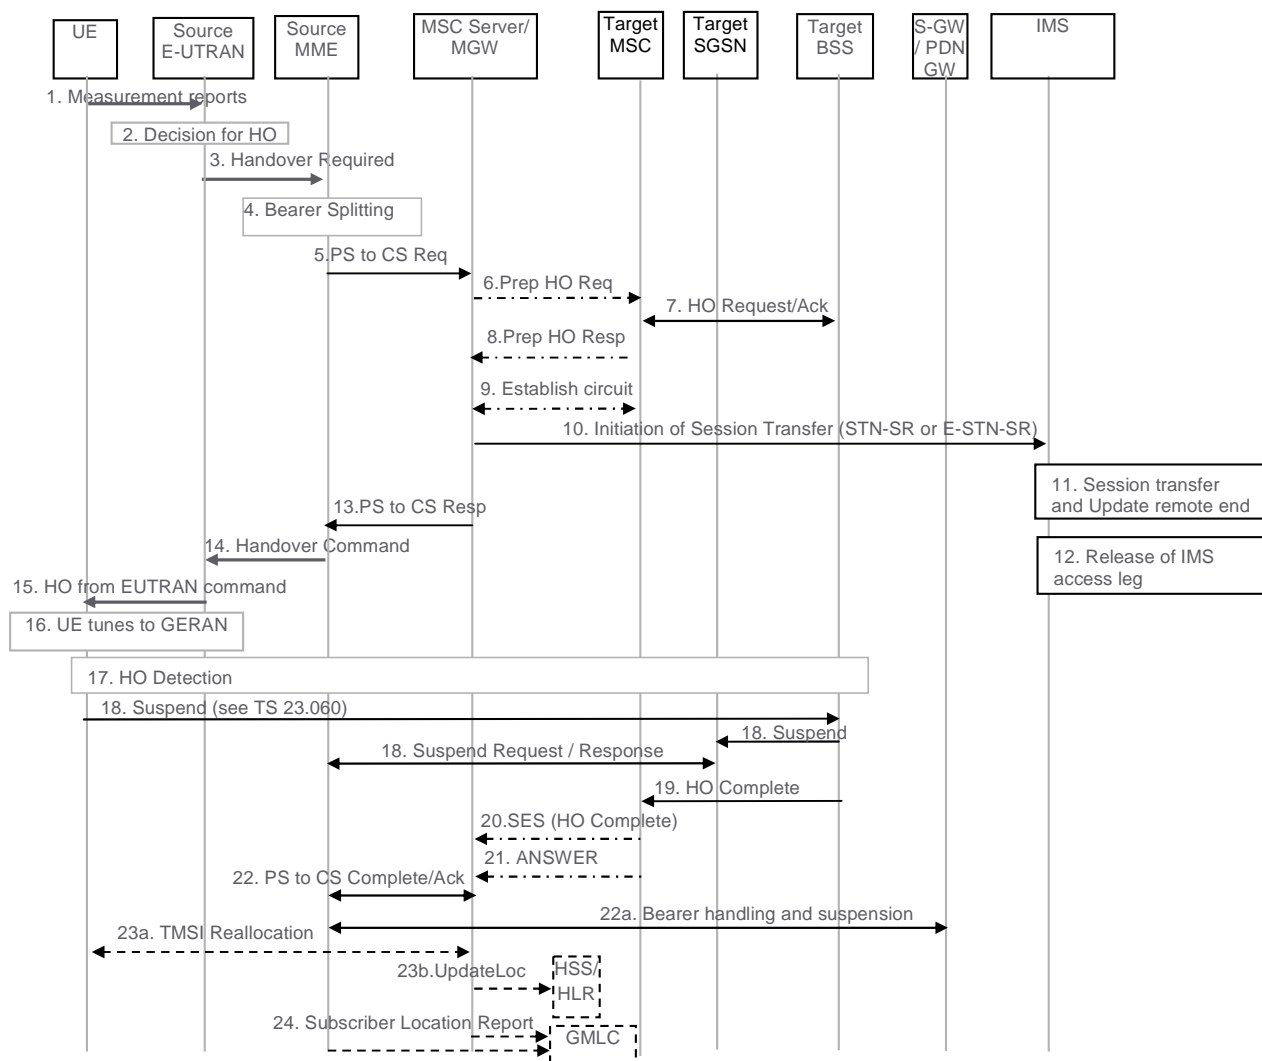 UE
Source
E-UTRAN
Source
MME
MSC Server/
MGW
Target
MSC
Target
SGSN
Target
BSS
S-GW
/ PDN
GW
IMS
1. Measurement reports
2. Decision for HO
3. Handover Required
4. Bearer Splitting
5.PS to CS Req
6.Prep HO Req
7. HO Request/Ack
8.Prep HO Resp
9. Establish circuit
10. Initiation of Session Transfer (STN-SR or E-STN-SR)
11. Session transfer
and Update remote end
13.PS to CS Resp
14. Handover Command
12. Release of IMS
access leg
15. HO from EUTRAN command
16. UE tunes to GERAN
17. HO Detection
18. Suspend (see TS 23.060)
18. Suspend
18. Suspend Request / Response
19. HO Complete
20.SES (HO Complete)
21. ANSWER
22. PS to CS Complete/Ack
22a. Bearer handling and suspension
23a. TMSI Reallocation
23b.UpdateLoc
HSS/
HLR
24. Subscriber Location Report
GMLC